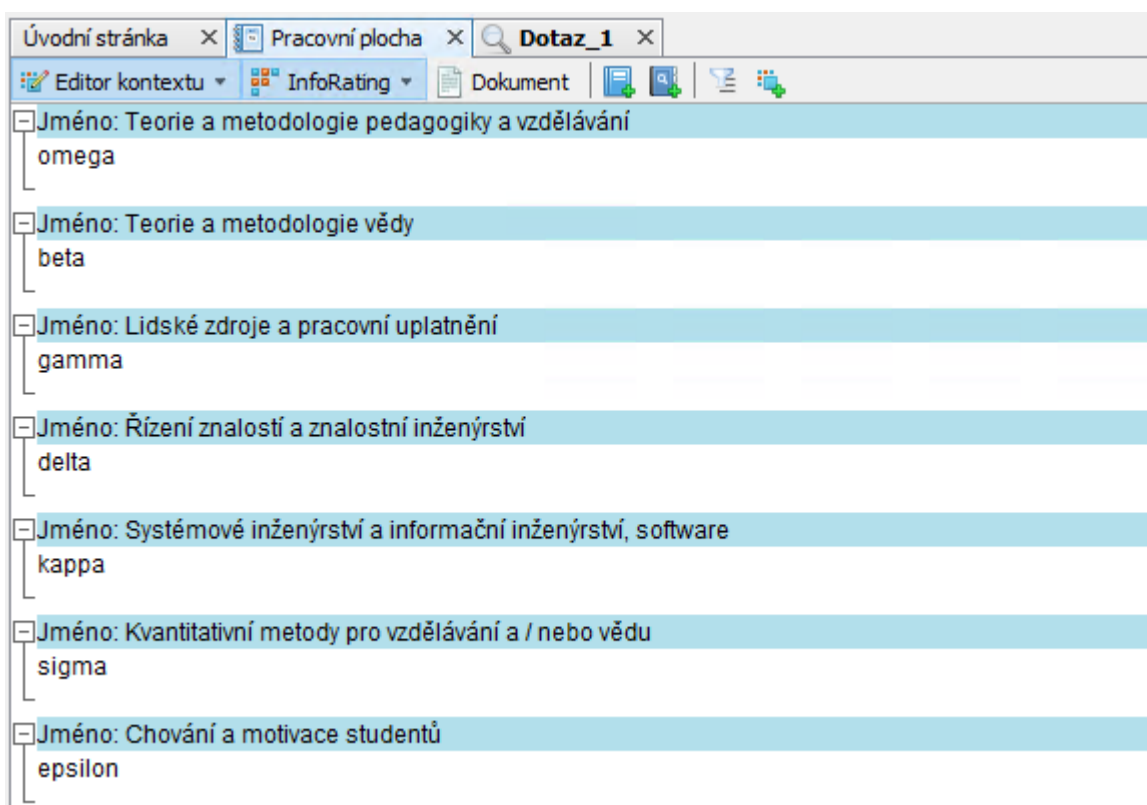 Úvodní stránka Pracovní plocha Dotaz_1
Editor kontextu InfoRating Dokument
Jméno: Teorie a metodologie pedagogiky a vzdělávání
omega
Jméno: Teorie a metodologie vědy
beta
Jméno: Lidské zdroje a pracovní uplatnění
gamma
Jméno: Řízení znalostí a znalostní inženýrství
delta
Jméno: Systémové inženýrství a informační inženýrství, software
kappa
Jméno: Kvantitativní metody pro vzdělávání a / nebo vědu
sigma
Jméno: Chování a motivace studentů
epsilon